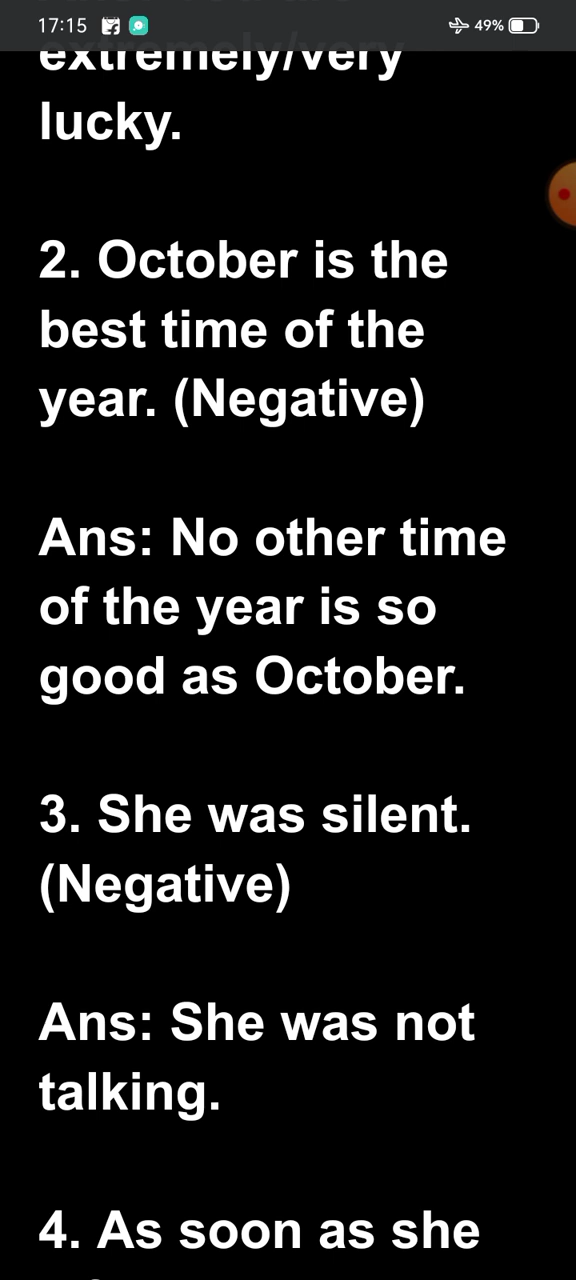 17:15
49%
extremely/very
lucky.
2. October is the
best time of the
year. (Negative)
Ans: No other time
of the year is so
good as October.
3. She was silent.
(Negative)
Ans: She was not
talking.
4. As soon as she